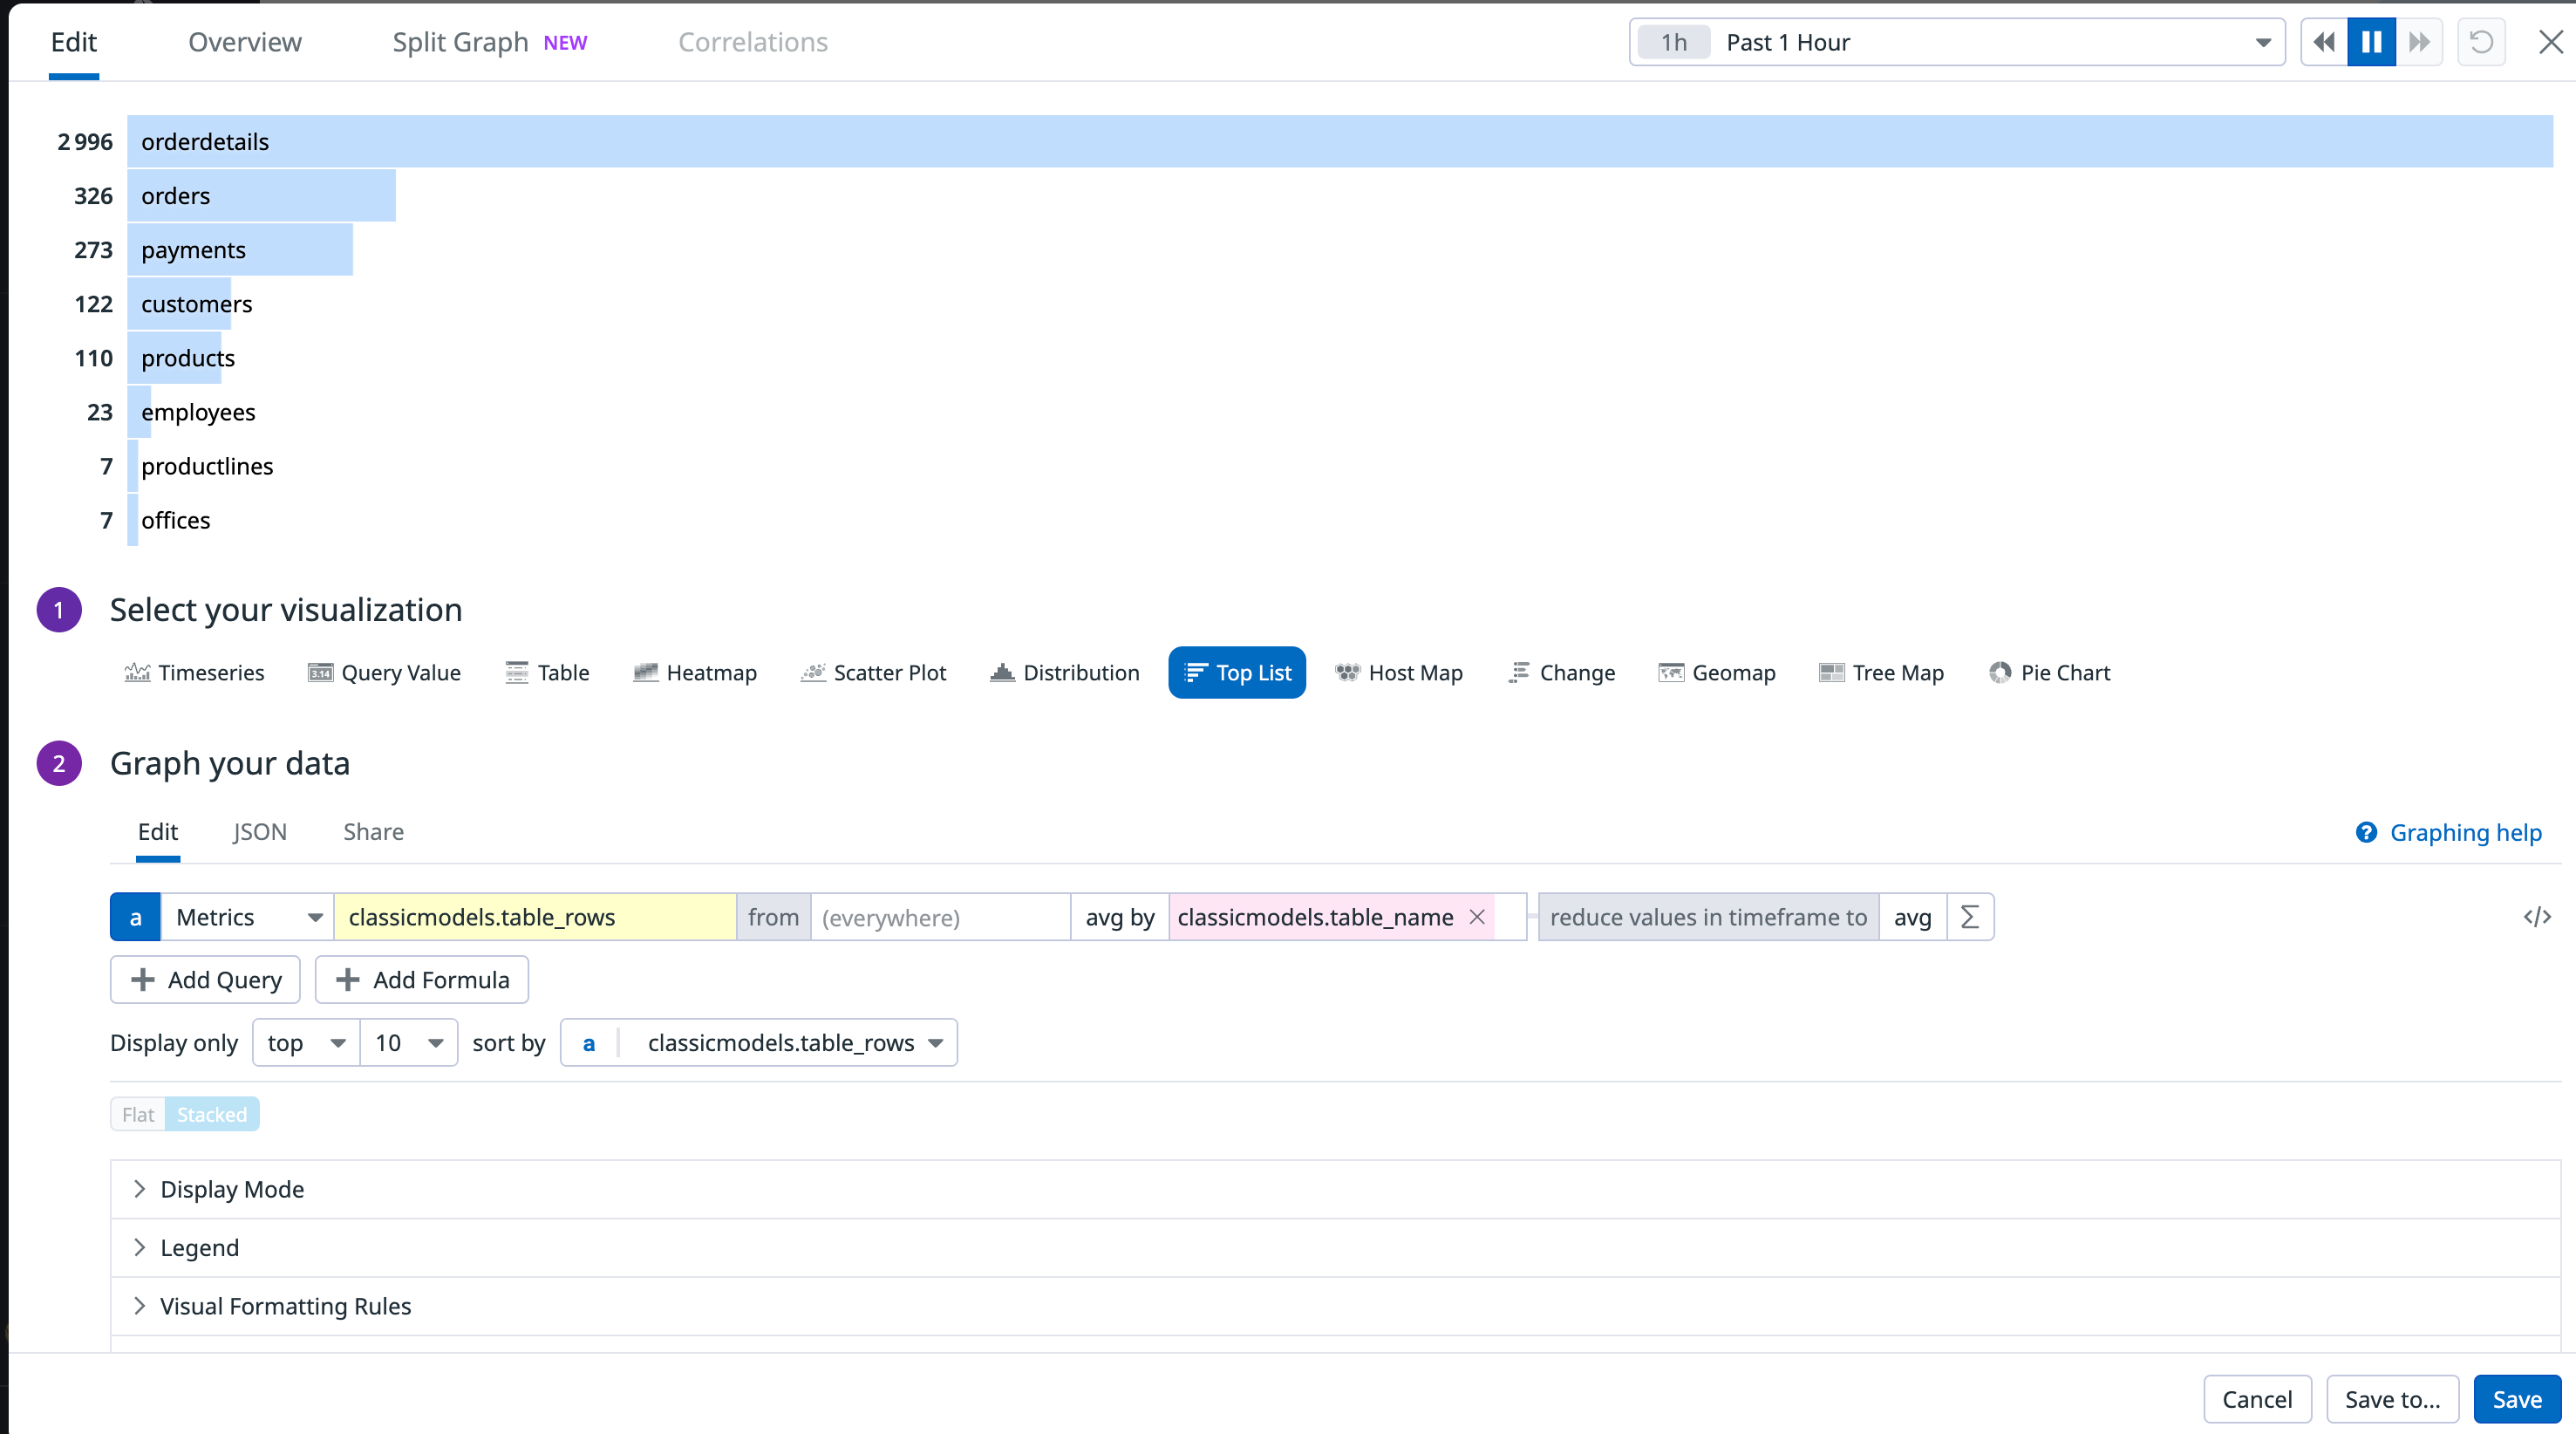 Edit Overview Split Graph NEW Correlations 1h Past 1 Hour
2 996 orderdetails
326 orders
273 payments
122 customers
110 products
23 employees
7 productlines
7 offices
1 Select your visualization
Timeseries 3.14 Query Value Table Heatmap Scatter Plot Distribution Top List Host Map Change Geomap Tree Map Pie Chart
2 Graph your data
Edit JSON Share ? Graphing help
a Metrics classicmodels.table_rows from (everywhere) avg by classicmodels.table_name × reduce values in timeframe to avg Σ </>
+ Add Query + Add Formula
Display only top 10 sort by a classicmodels.table_rows
Flat Stacked
> Display Mode
> Legend
> Visual Formatting Rules
Cancel Save to... Save